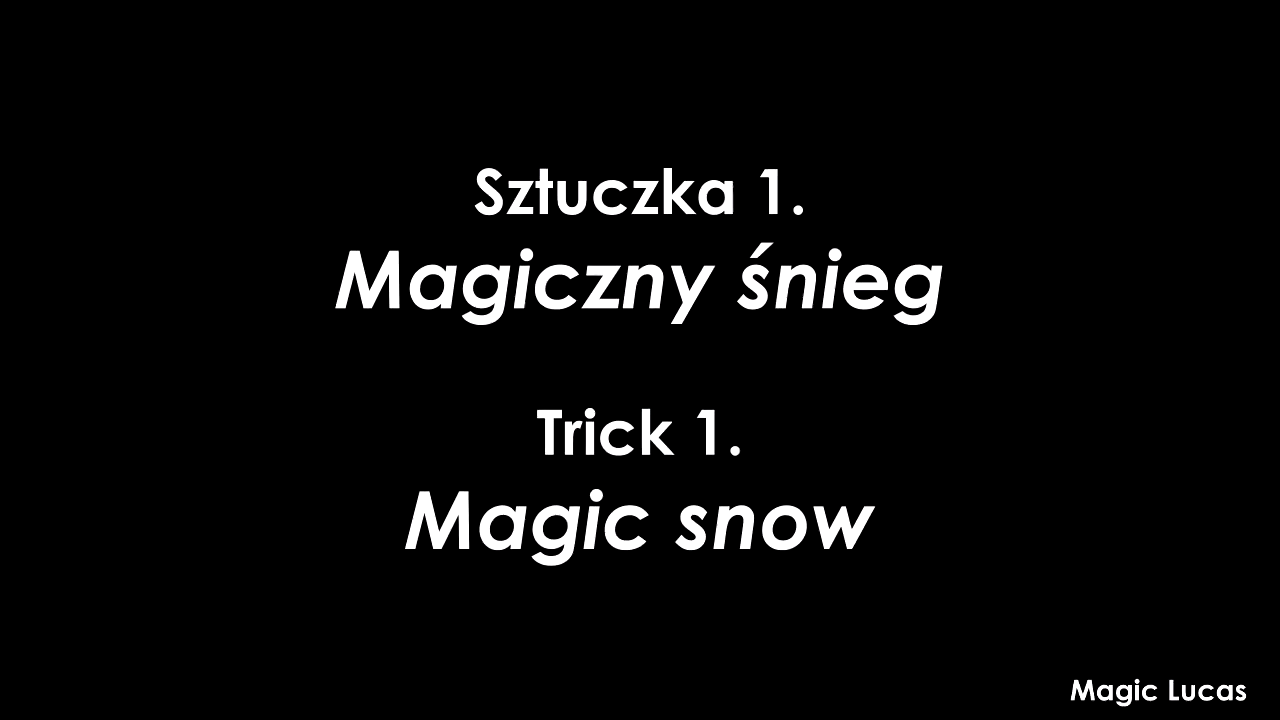 Sztuczka 1.
Magiczny śnieg
Trick 1.
Magic snow
Magic Lucas